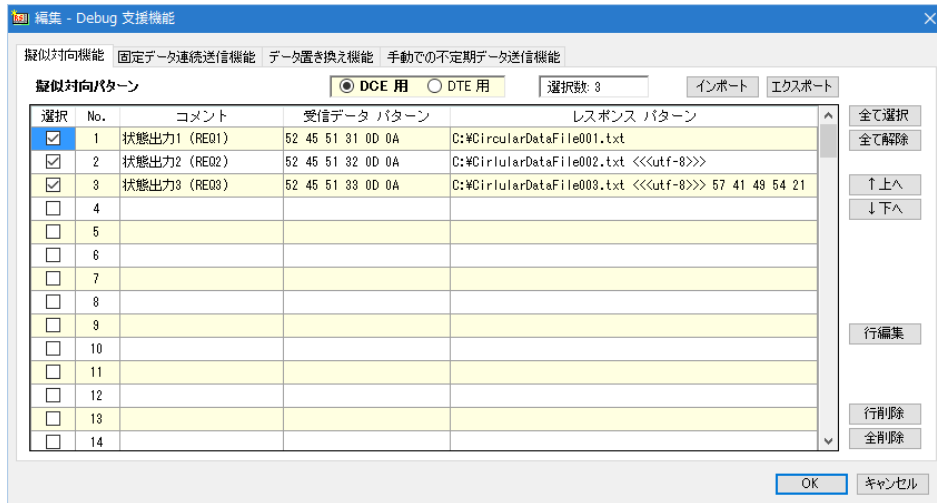 編集 - Debug 支援機能
擬似対向機能 固定データ連続送信機能 データ置き換え機能 手動での不定期データ送信機能
擬似対向パターン DCE 用 DTE 用 選択数: 3 インポート エクスポート
選択 No. コメント 受信データ パターン レスポンス パターン 全て選択
1 状態出力1 (REQ1) 52 45 51 31 0D 0A C:¥CircularDataFile001.txt 全て解除
2 状態出力2 (REQ2) 52 45 51 32 0D 0A C:¥CirlularDataFile002.txt <<<utf-8>>>
3 状態出力3 (REQ3) 52 45 51 33 0D 0A C:¥CirlularDataFile003.txt <<<utf-8>>> 57 41 49 54 21 ↑上へ
4 ↓下へ
5
6
7
8
9 行編集
10
11
12
13 行削除
14 全削除
OK キャンセル